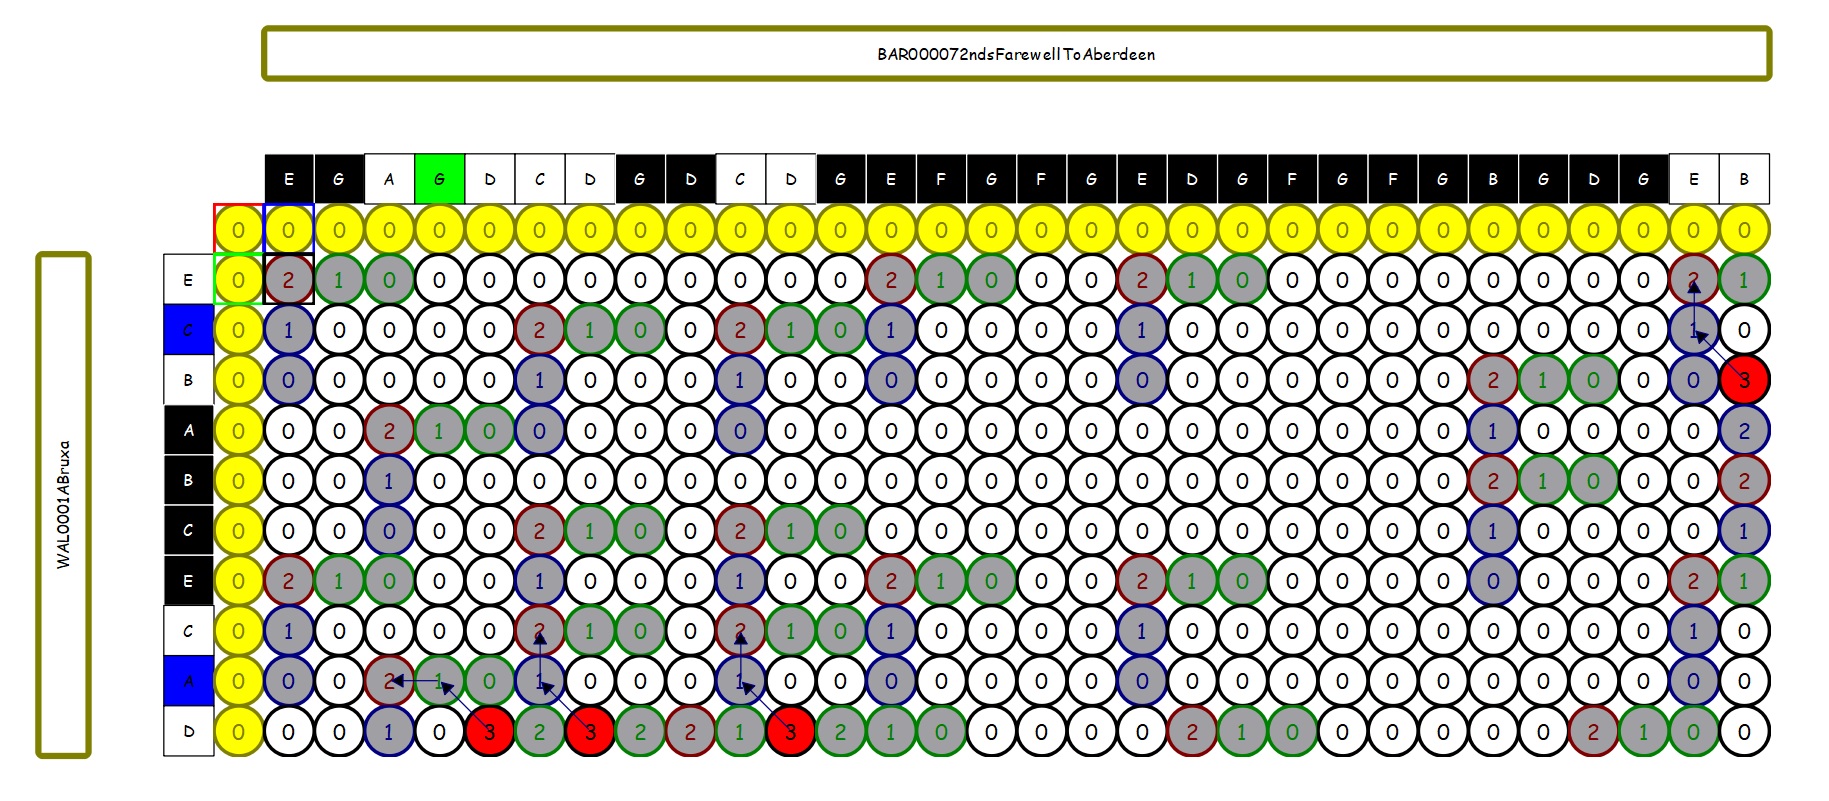 BAR000072ndsFarewellToAberdeen
E G A G D C D G D C D G E F G F G E D G F G F G B G D G E B
0 0 0 0 0 0 0 0 0 0 0 0 0 0 0 0 0 0 0 0 0 0 0 0 0 0 0 0 0 0 0
E 0 2 1 0 0 0 0 0 0 0 0 0 0 2 1 0 0 0 2 1 0 0 0 0 0 0 0 0 0 2 1
C 0 1 0 0 0 0 2 1 0 0 2 1 0 1 0 0 0 0 1 0 0 0 0 0 0 0 0 0 0 1 0
B 0 0 0 0 0 0 1 0 0 0 1 0 0 0 0 0 0 0 0 0 0 0 0 0 0 2 1 0 0 0 3
A 0 0 0 2 1 0 0 0 0 0 0 0 0 0 0 0 0 0 0 0 0 0 0 0 0 1 0 0 0 0 2
B 0 0 0 1 0 0 0 0 0 0 0 0 0 0 0 0 0 0 0 0 0 0 0 0 0 2 1 0 0 0 2
C 0 0 0 0 0 0 2 1 0 0 2 1 0 0 0 0 0 0 0 0 0 0 0 0 0 1 0 0 0 0 1
E 0 2 1 0 0 0 1 0 0 0 1 0 0 2 1 0 0 0 2 1 0 0 0 0 0 0 0 0 0 2 1
C 0 1 0 0 0 0 2 1 0 0 2 1 0 1 0 0 0 0 1 0 0 0 0 0 0 0 0 0 0 1 0
A 0 0 0 2 1 0 1 0 0 0 1 0 0 0 0 0 0 0 0 0 0 0 0 0 0 0 0 0 0 0 0
D 0 0 0 1 0 3 2 3 2 2 1 3 2 1 0 0 0 0 0 2 1 0 0 0 0 0 0 2 1 0 0
WAL0001ABruxa